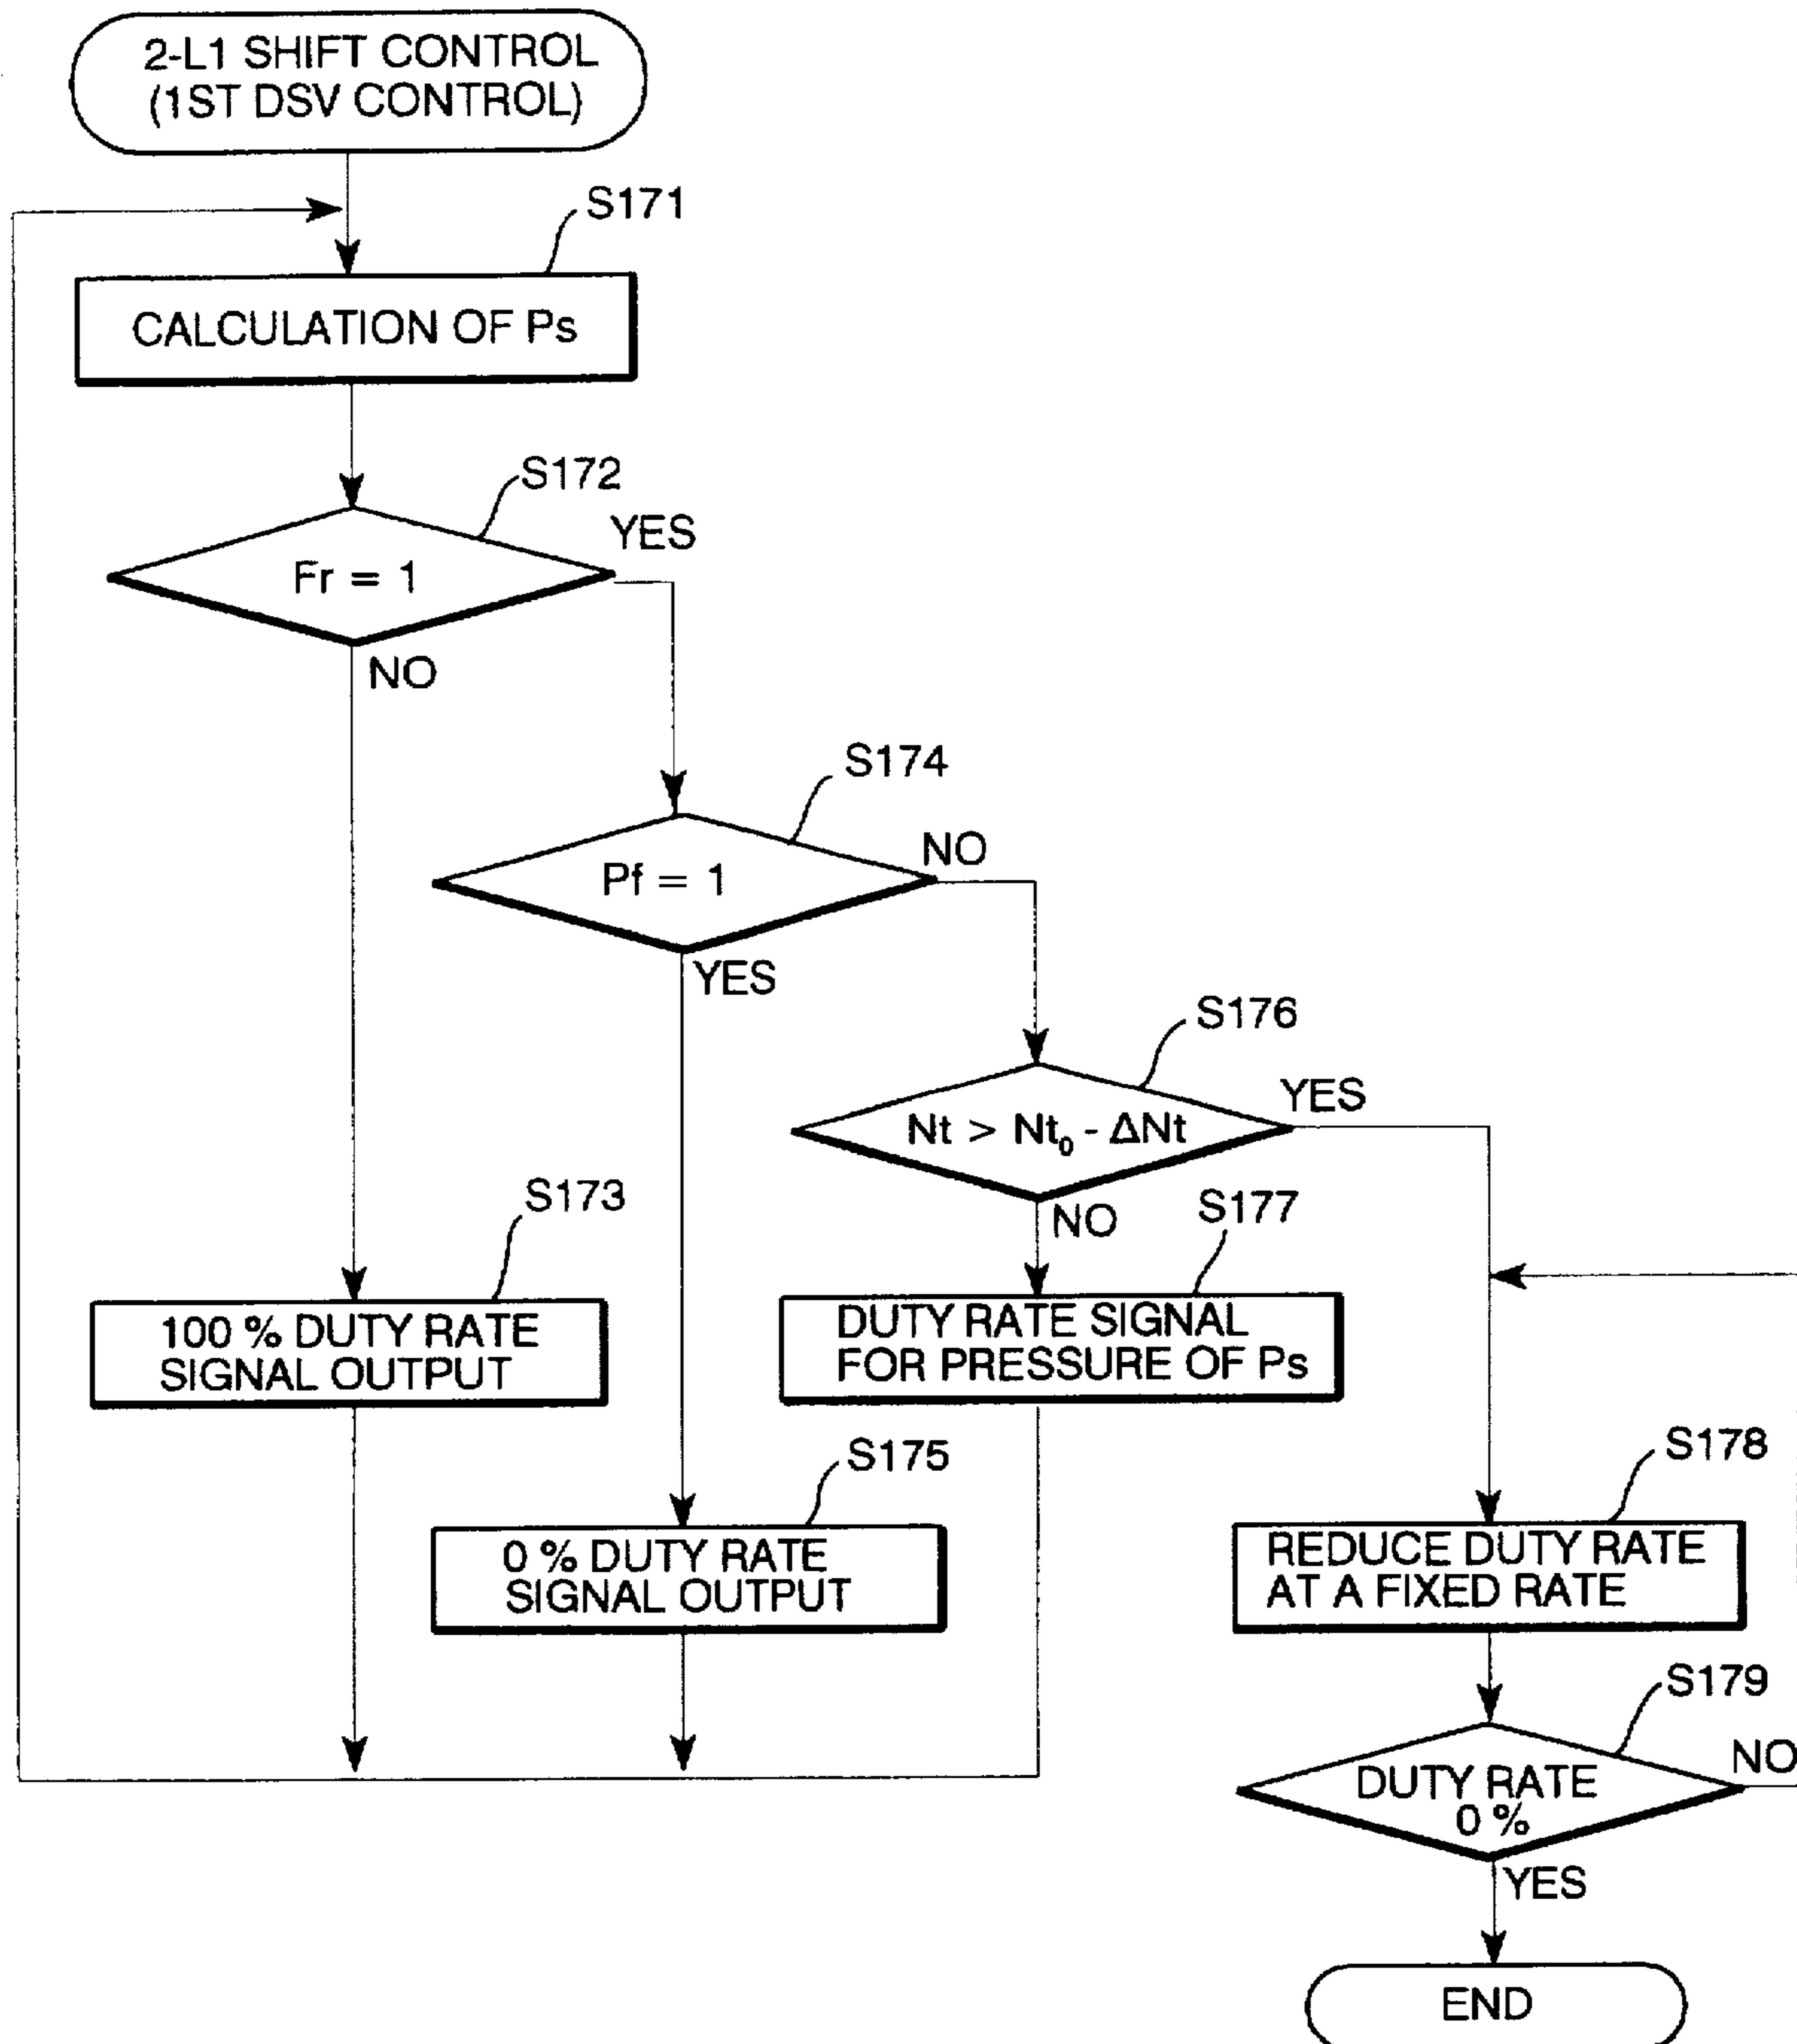 2-L1 SHIFT CONTROL
(1ST DSV CONTROL)
S171
CALCULATION OF Ps
S172
YES
Fr = 1
NO
S174
NO
Pf = 1
YES
S176
YES
Nt > Nt₀ - ΔNt
NO
S177
S173
DUTY RATE SIGNAL
FOR PRESSURE OF Ps
100 % DUTY RATE
SIGNAL OUTPUT
S175
S178
0 % DUTY RATE
SIGNAL OUTPUT
REDUCE DUTY RATE
AT A FIXED RATE
S179
NO
DUTY RATE
0 %
YES
END